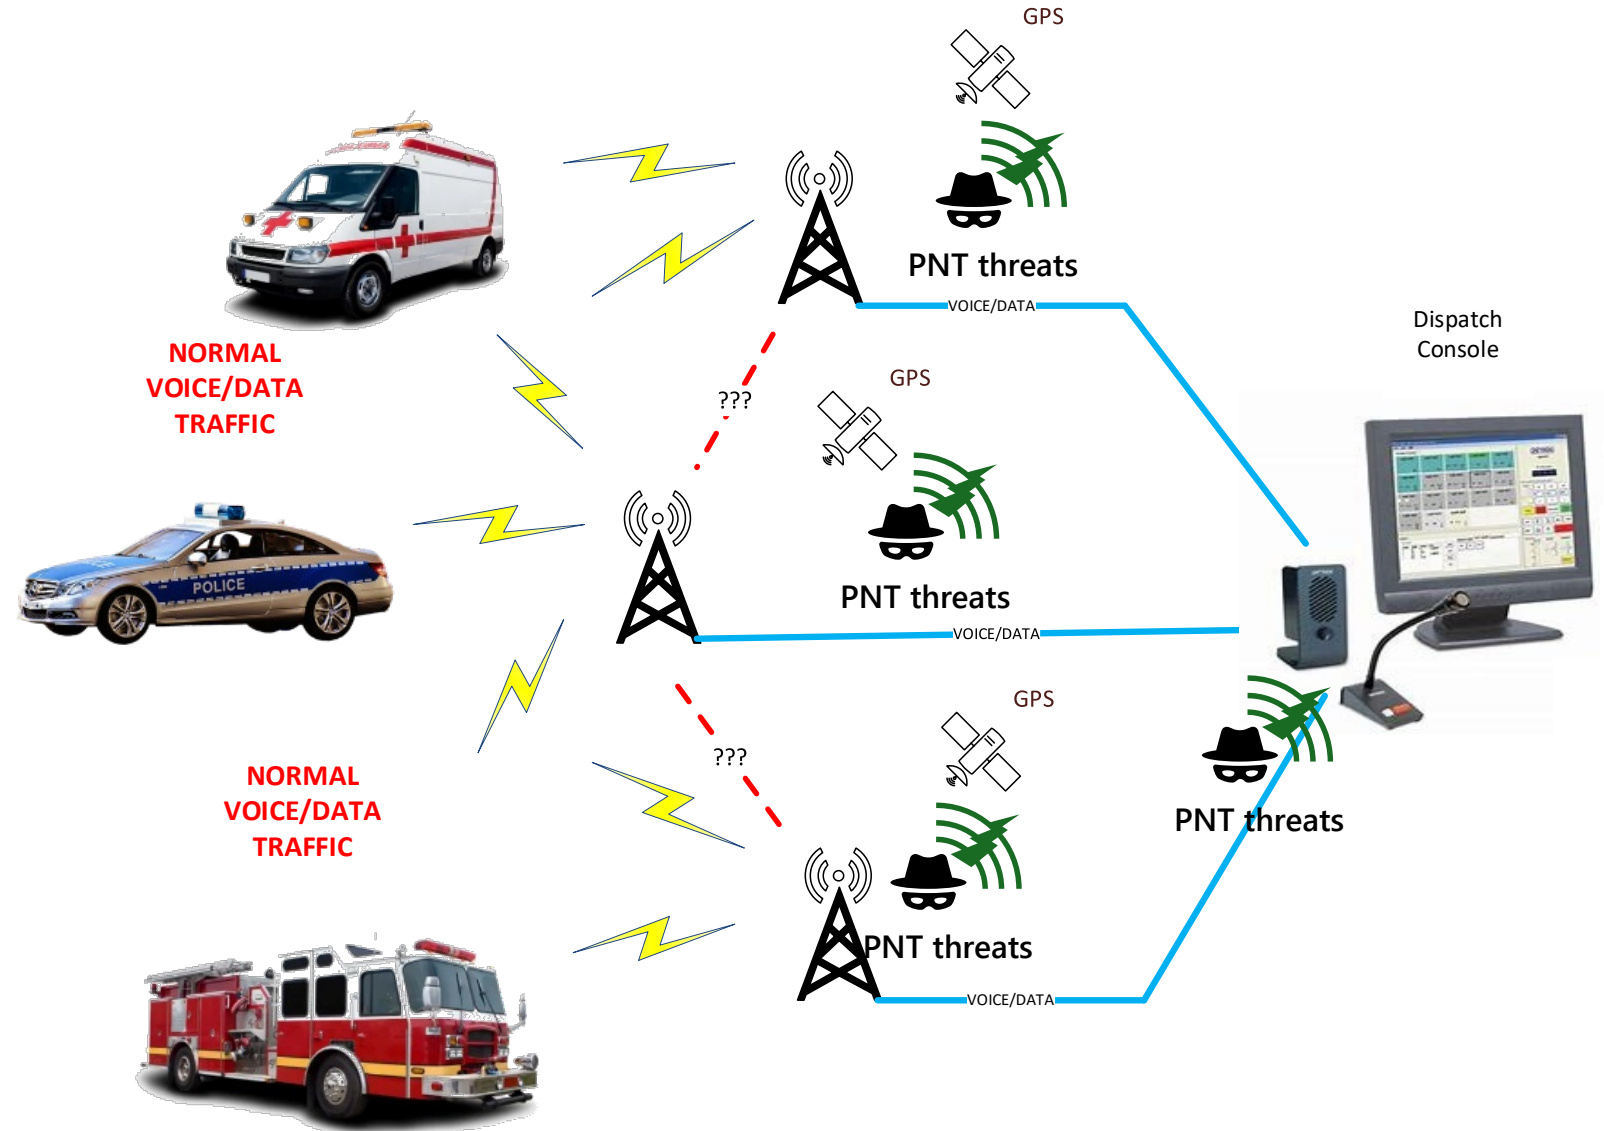 GPS
PNT threats
VOICE/DATA
Dispatch
Console
NORMAL
VOICE/DATA
TRAFFIC
???
GPS
POLICE
PNT threats
VOICE/DATA
GPS
???
NORMAL
VOICE/DATA
TRAFFIC
PNT threats
PNT threats
VOICE/DATA